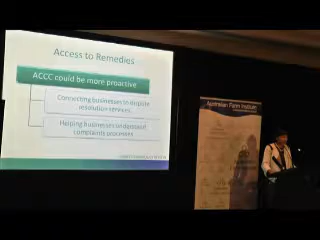 Access to Remedies
ACCC could be more proactive
Connecting businesses to dispute
resolution services
Helping businesses understand
complaints processes
Australian Farm Institute